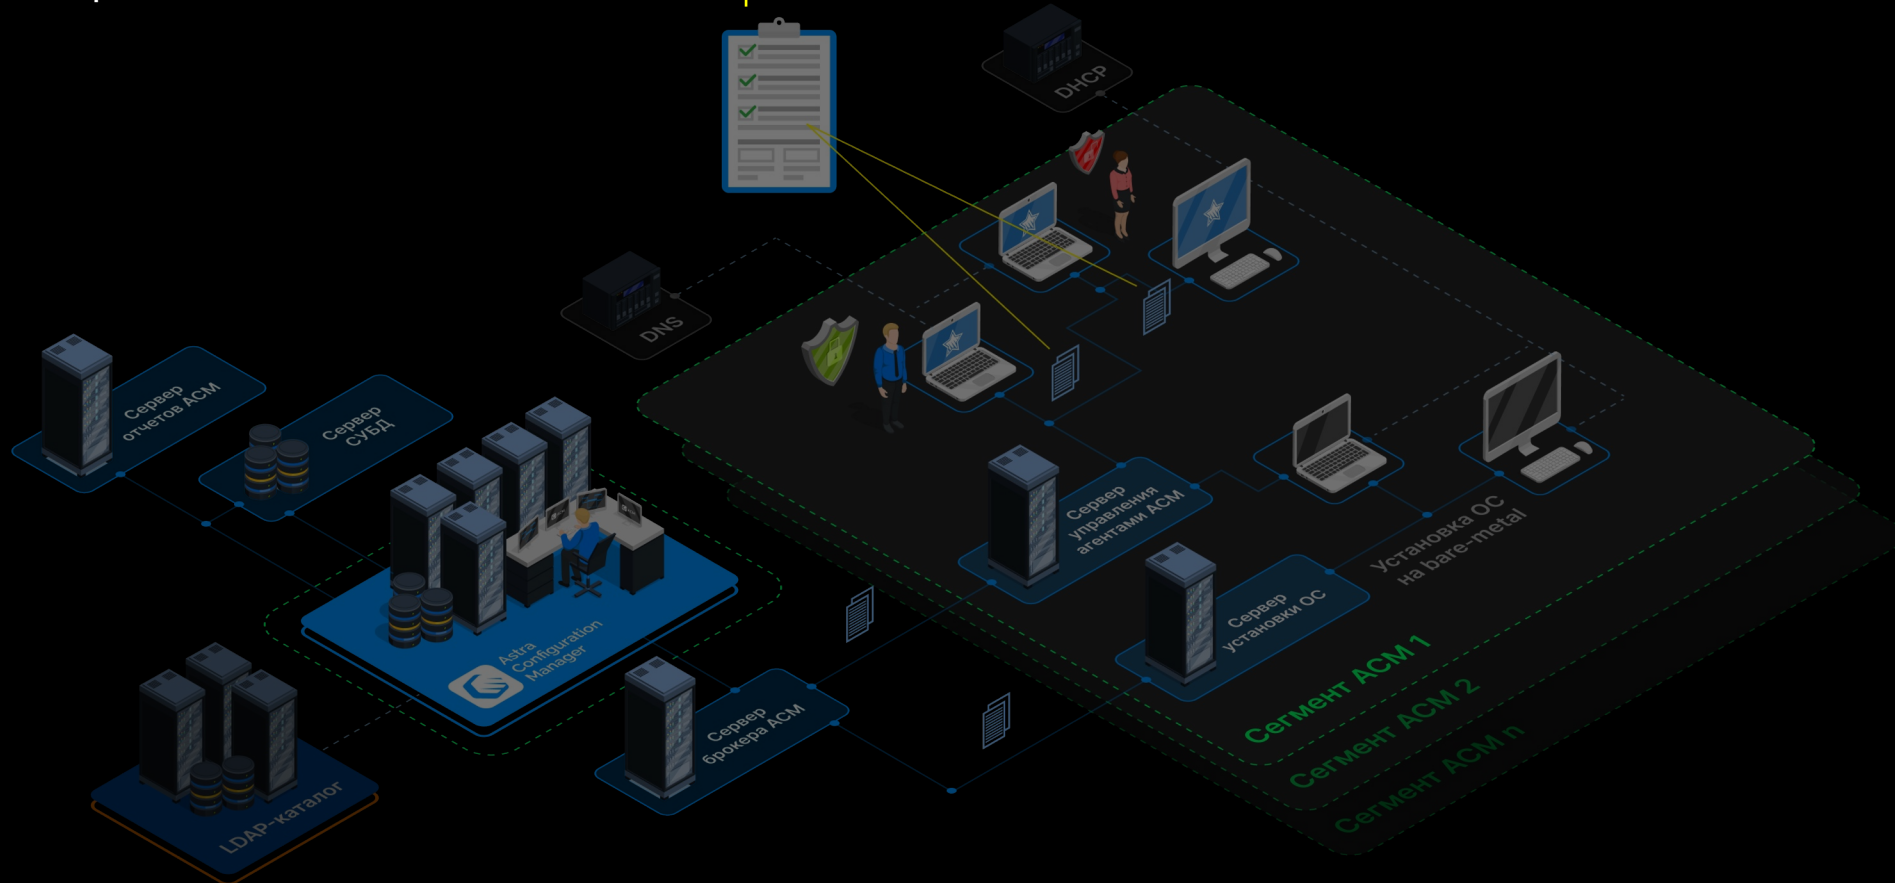 DHCP
DNS
Сервер
отчетов ACM
Сервер
СУБД
Astra
Configuration
Manager
LDAP-каталог
Сервер
брокера ACM
Сервер
управления
агентами ACM
Сервер
установки ОС
Установка ОС
на bare-metal
Сегмент ACM 1
Сегмент ACM 2
Сегмент ACM n